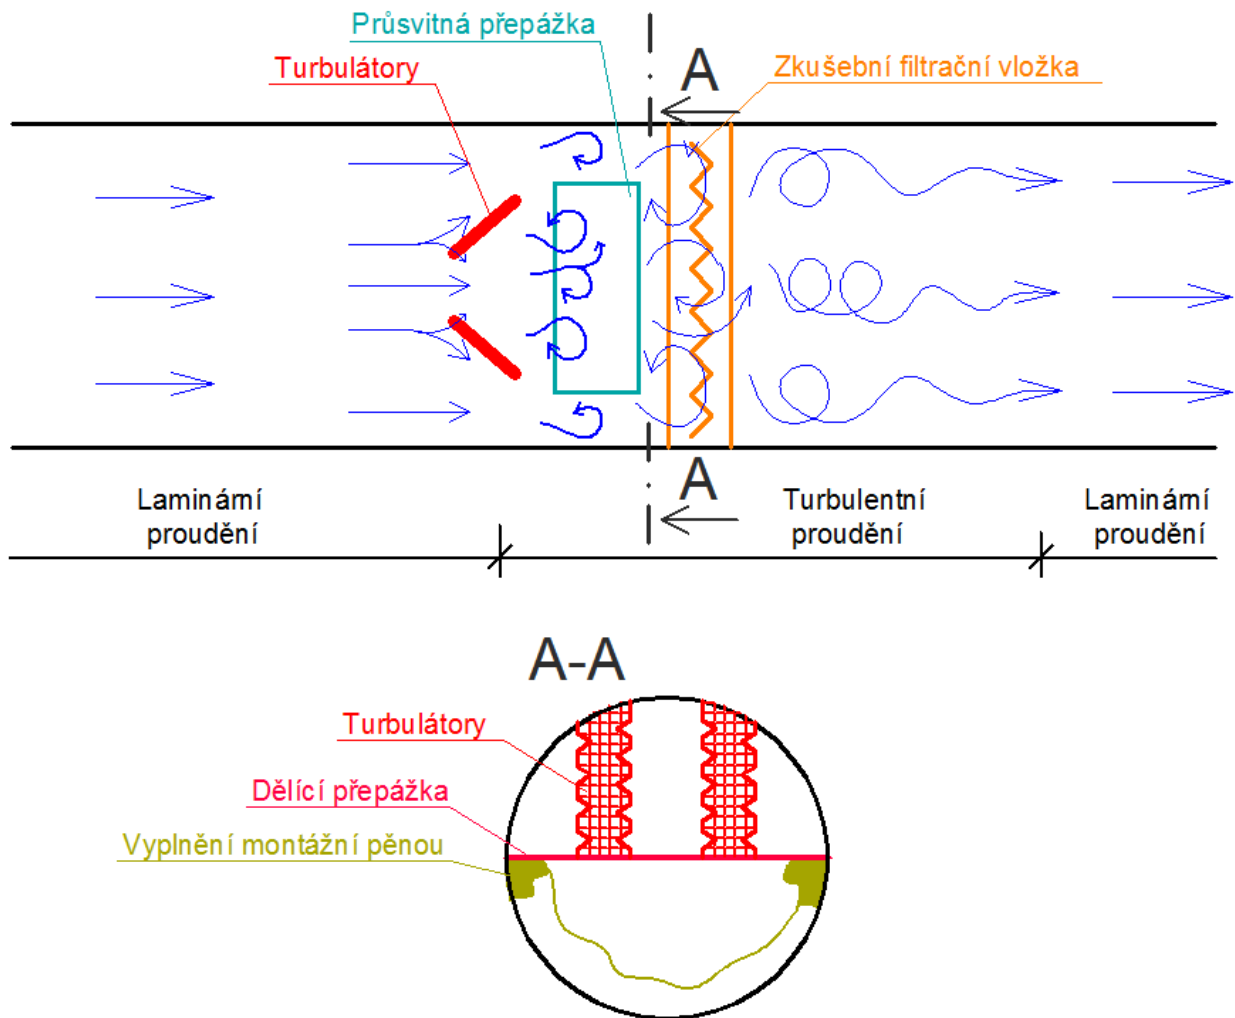 Průsvitná přepážka
Turbulátory
A
Zkušební filtrační vložka
A
Laminární
proudění
Turbulentní
proudění
Laminární
proudění
A-A
Turbulátory
Dělící přepážka
Vyplnění montážní pěnou